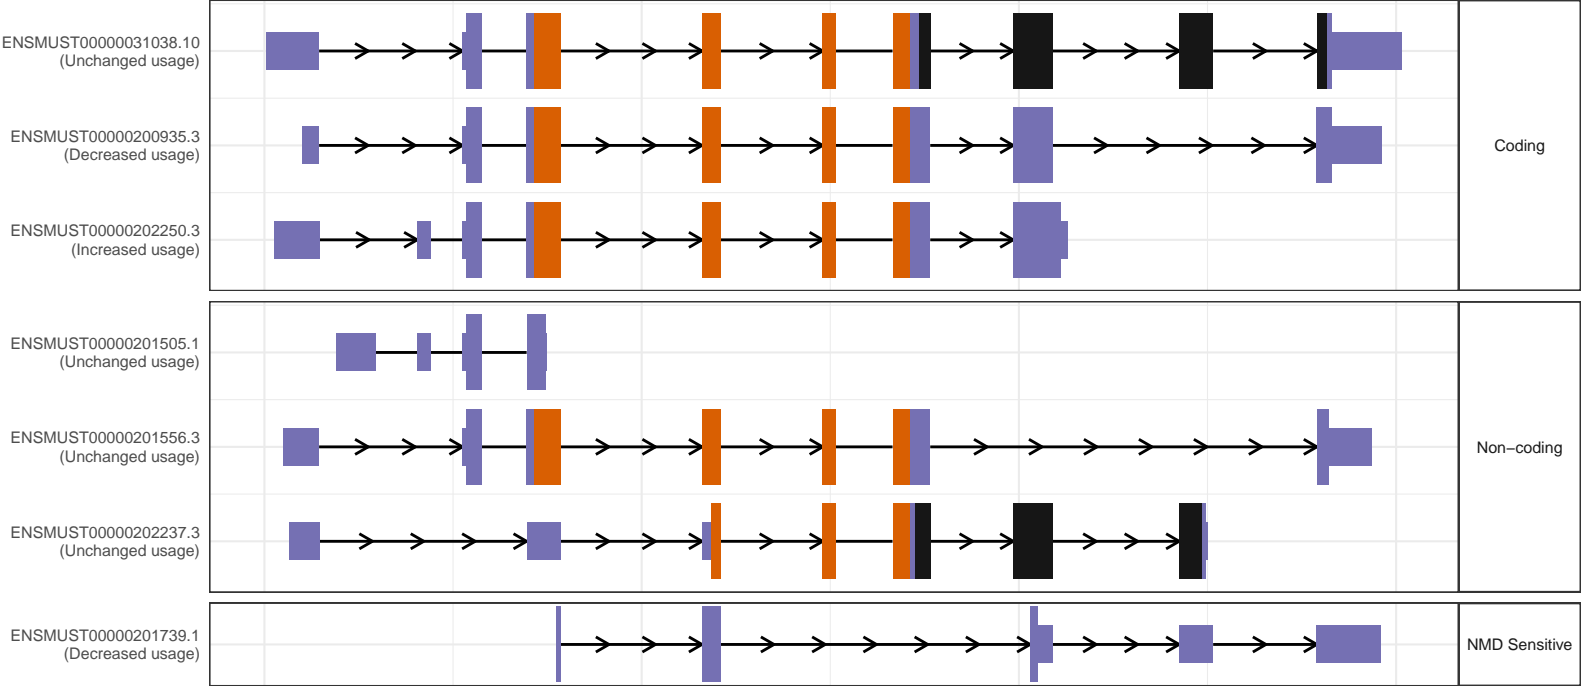 ENSMUST00000031038.10
(Unchanged usage)
ENSMUST00000200935.3
(Decreased usage)
ENSMUST00000202250.3
(Increased usage)
Coding
ENSMUST00000201505.1
(Unchanged usage)
ENSMUST00000201556.3
(Unchanged usage)
ENSMUST00000202237.3
(Unchanged usage)
Non−coding
ENSMUST00000201739.1
(Decreased usage)
NMD Sensitive